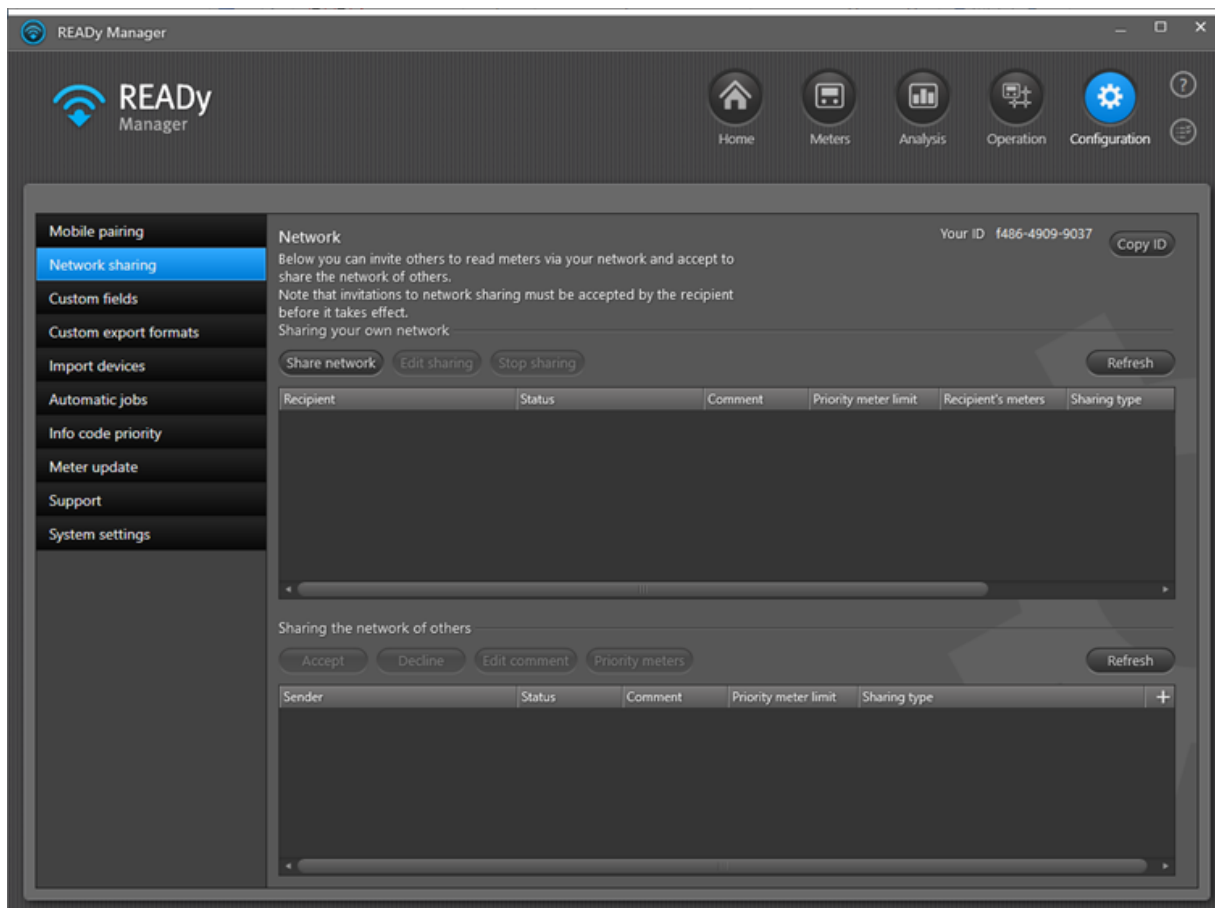 READy Manager
READy
Manager
Home
Meters
Analysis
Operation
Configuration
?
Mobile pairing
Network sharing
Custom fields
Custom export formats
Import devices
Automatic jobs
Info code priority
Meter update
Support
System settings
Network
Your ID f486-4909-9037
Copy ID
Below you can invite others to read meters via your network and accept to
share the network of others.
Note that invitations to network sharing must be accepted by the recipient
before it takes effect.
Sharing your own network
Share network
Edit sharing
Stop sharing
Refresh
Recipient
Status
Comment
Priority meter limit
Recipient's meters
Sharing type
Sharing the network of others
Accept
Decline
Edit comment
Priority meters
Refresh
Sender
Status
Comment
Priority meter limit
Sharing type
+